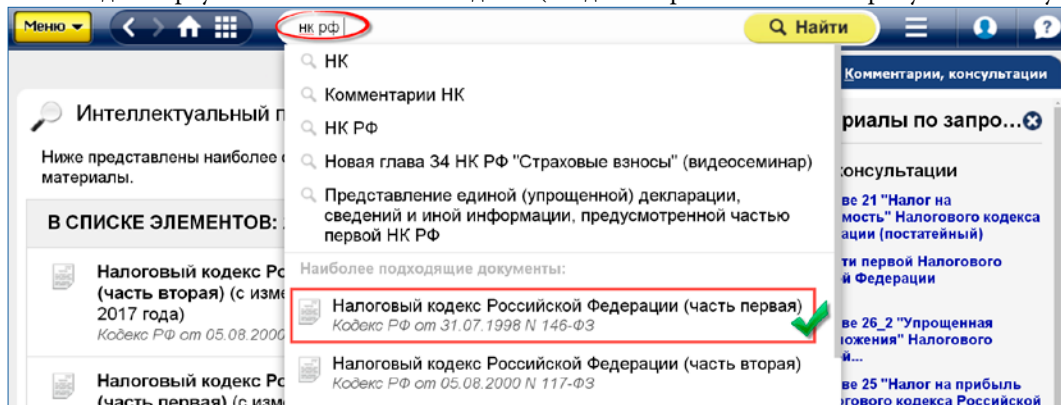 Меню
нк рф
Найти
?
Комментарии, консультации
НК
Комментарии НК
НК РФ
Новая глава 34 НК РФ "Страховые взносы" (видеосеминар)
Представление единой (упрощенной) декларации,
сведений и иной информации, предусмотренной частью
первой НК РФ
Наиболее подходящие документы:
Налоговый кодекс Российской Федерации (часть первая)
Кодекс РФ от 31.07.1998 N 146-ФЗ
Налоговый кодекс Российской Федерации (часть вторая)
Кодекс РФ от 05.08.2000 N 117-ФЗ
Интеллектуальный п
Ниже представлены наиболее
материалы.
В СПИСКЕ ЭЛЕМЕНТОВ:
Налоговый кодекс Ро
(часть вторая) (с изме
2017 года)
Кодекс РФ от 05.08.2000
Налоговый кодекс Ро
(часть первая) (с изм
риалы по запро...
онсультации
ве 21 "Налог на
мость" Налогового кодекса
ации (постатейный)
ти первой Налогового
й Федерации
ве 26_2 "Упрощенная
ожения" Налогового
й...
ве 25 "Налог на прибыль
огового кодекса Российской